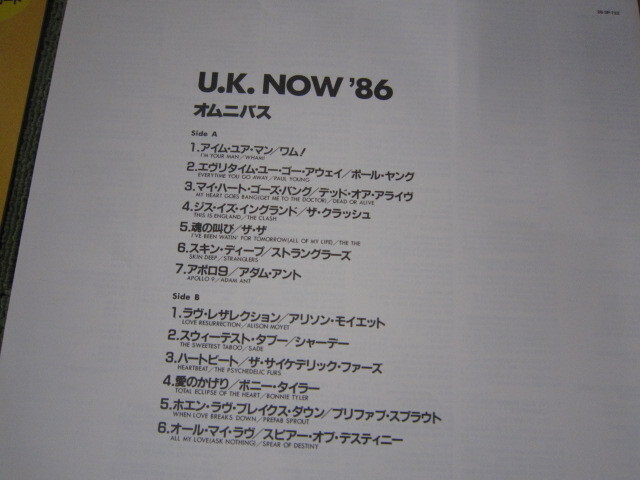 U.K. NOW '86
オムニバス
Side A
1.アイム・ユア・マン/ワム!
I'M YOUR MAN/WHAM!
2.エヴリタイム・ユー・ゴー・アウェイ/ポール・ヤング
EVERYTIME YOU GO AWAY/PAUL YOUNG
3.マイ・ハート・ゴーズ・バング/デッド・オア・アライヴ
MY HEART GOES BANG(GET ME TO THE DOCTOR)/DEAD OR ALIVE
4.ジス・イズ・イングランド/ザ・クラッシュ
THIS IS ENGLAND/THE CLASH
5.魂の叫び/ザ・ザ
I'VE BEEN WAITIN' FOR TOMORROW(ALL OF MY LIFE)/THE THE
6.スキン・ディープ/ストラングラーズ
SKIN DEEP/STRANGLERS
7.アポロ9/アダム・アント
APOLLO 9/ADAM ANT
Side B
1.ラヴ・レザレクション/アリソン・モイエット
LOVE RESURRECTION/ALISON MOYET
2.スウィーテスト・タブー/シャーデー
THE SWEETEST TABOO/SADE
3.ハートビート/ザ・サイケデリック・ファーズ
HEARTBEAT/THE PSYCHEDELIC FURS
4.愛のかげり/ボニー・タイラー
TOTAL ECLIPSE OF THE HEART/BONNIE TYLER
5.ホエン・ラヴ・ブレイクス・ダウン/プリファブ・スプラウト
WHEN LOVE BREAKS DOWN/PREFAB SPROUT
6.オール・マイ・ラヴ/スピアー・オブ・デスティニー
ALL MY LOVE(ASK NOTHING)/SPEAR OF DESTINY